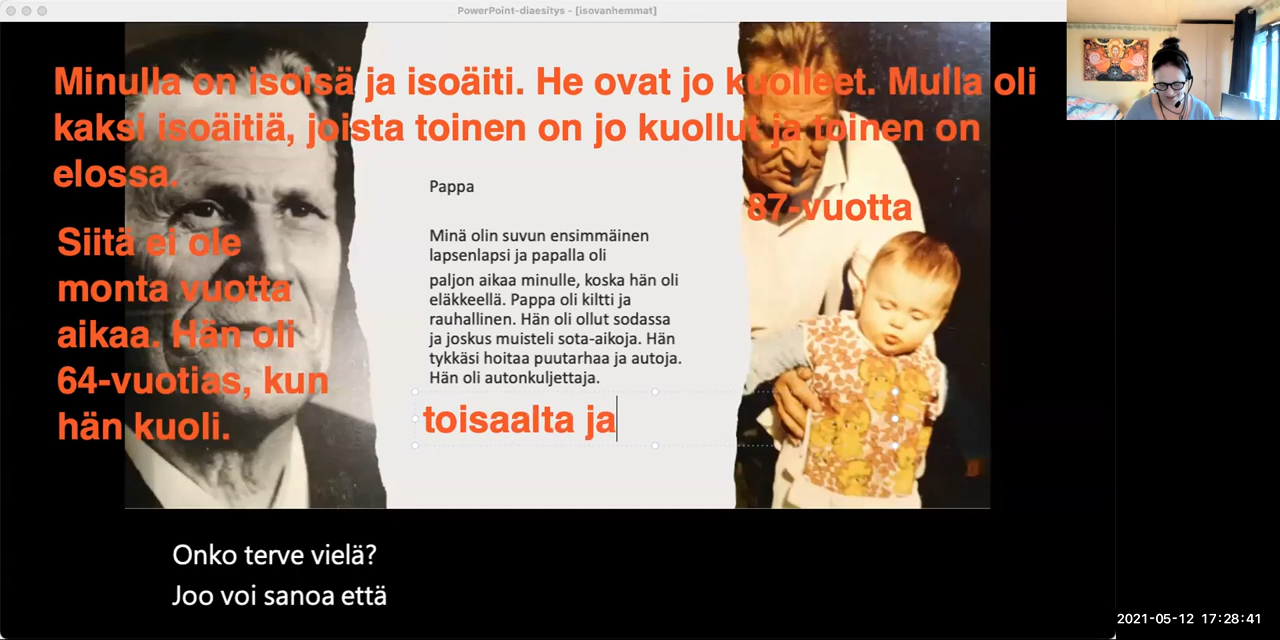 PowerPoint-diaesitys - [isovanhemmat]
Minulla on isoisä ja isoäiti. He ovat jo kuolleet. Mulla oli
kaksi isoäitiä, joista toinen on jo kuollut ja toinen on
elossa.
Pappa
87-vuotta
Siitä ei ole
monta vuotta
aikaa. Hän oli
64-vuotias, kun
hän kuoli.
Minä olin suvun ensimmäinen
lapsenlapsi ja papalla oli
paljon aikaa minulle, koska hän oli
eläkkeellä. Pappa oli kiltti ja
rauhallinen. Hän oli ollut sodassa
ja joskus muisteli sota-aikoja. Hän
tykkäsi hoitaa puutarhaa ja autoja.
Hän oli autonkuljettaja.
toisaalta ja
Onko terve vielä?
Joo voi sanoa että
2021-05-12 17:28:41